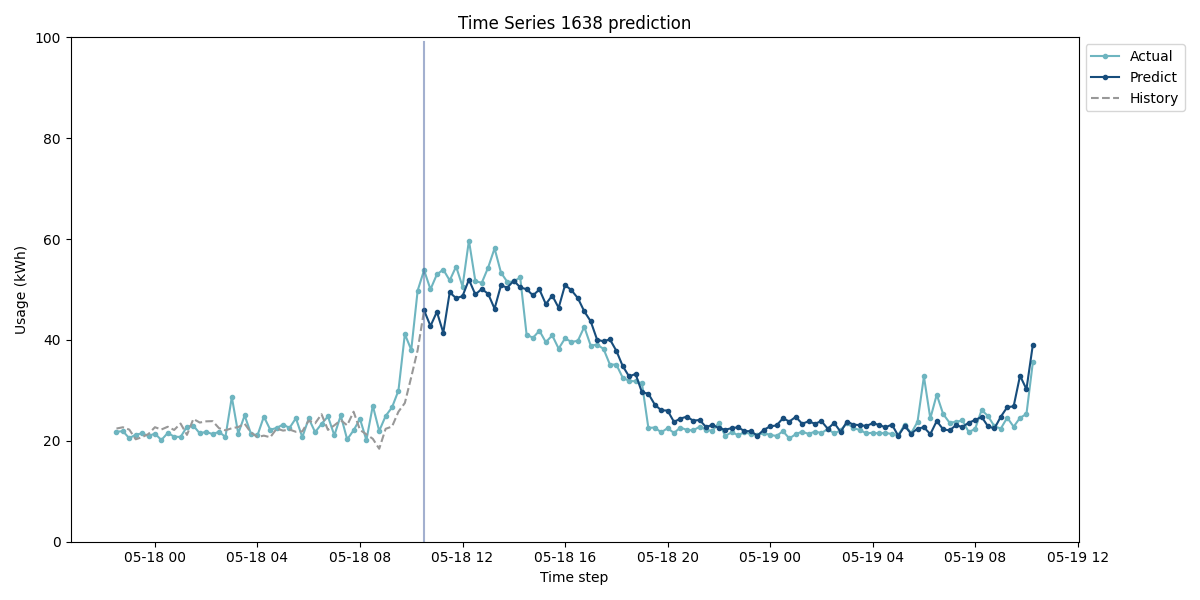 Time Series 1638 prediction
100
80
60
40
20
0
Usage (kWh)
05-18 00 05-18 04 05-18 08 05-18 12 05-18 16 05-18 20 05-19 00 05-19 04 05-19 08 05-19 12
Time step
Actual
Predict
History